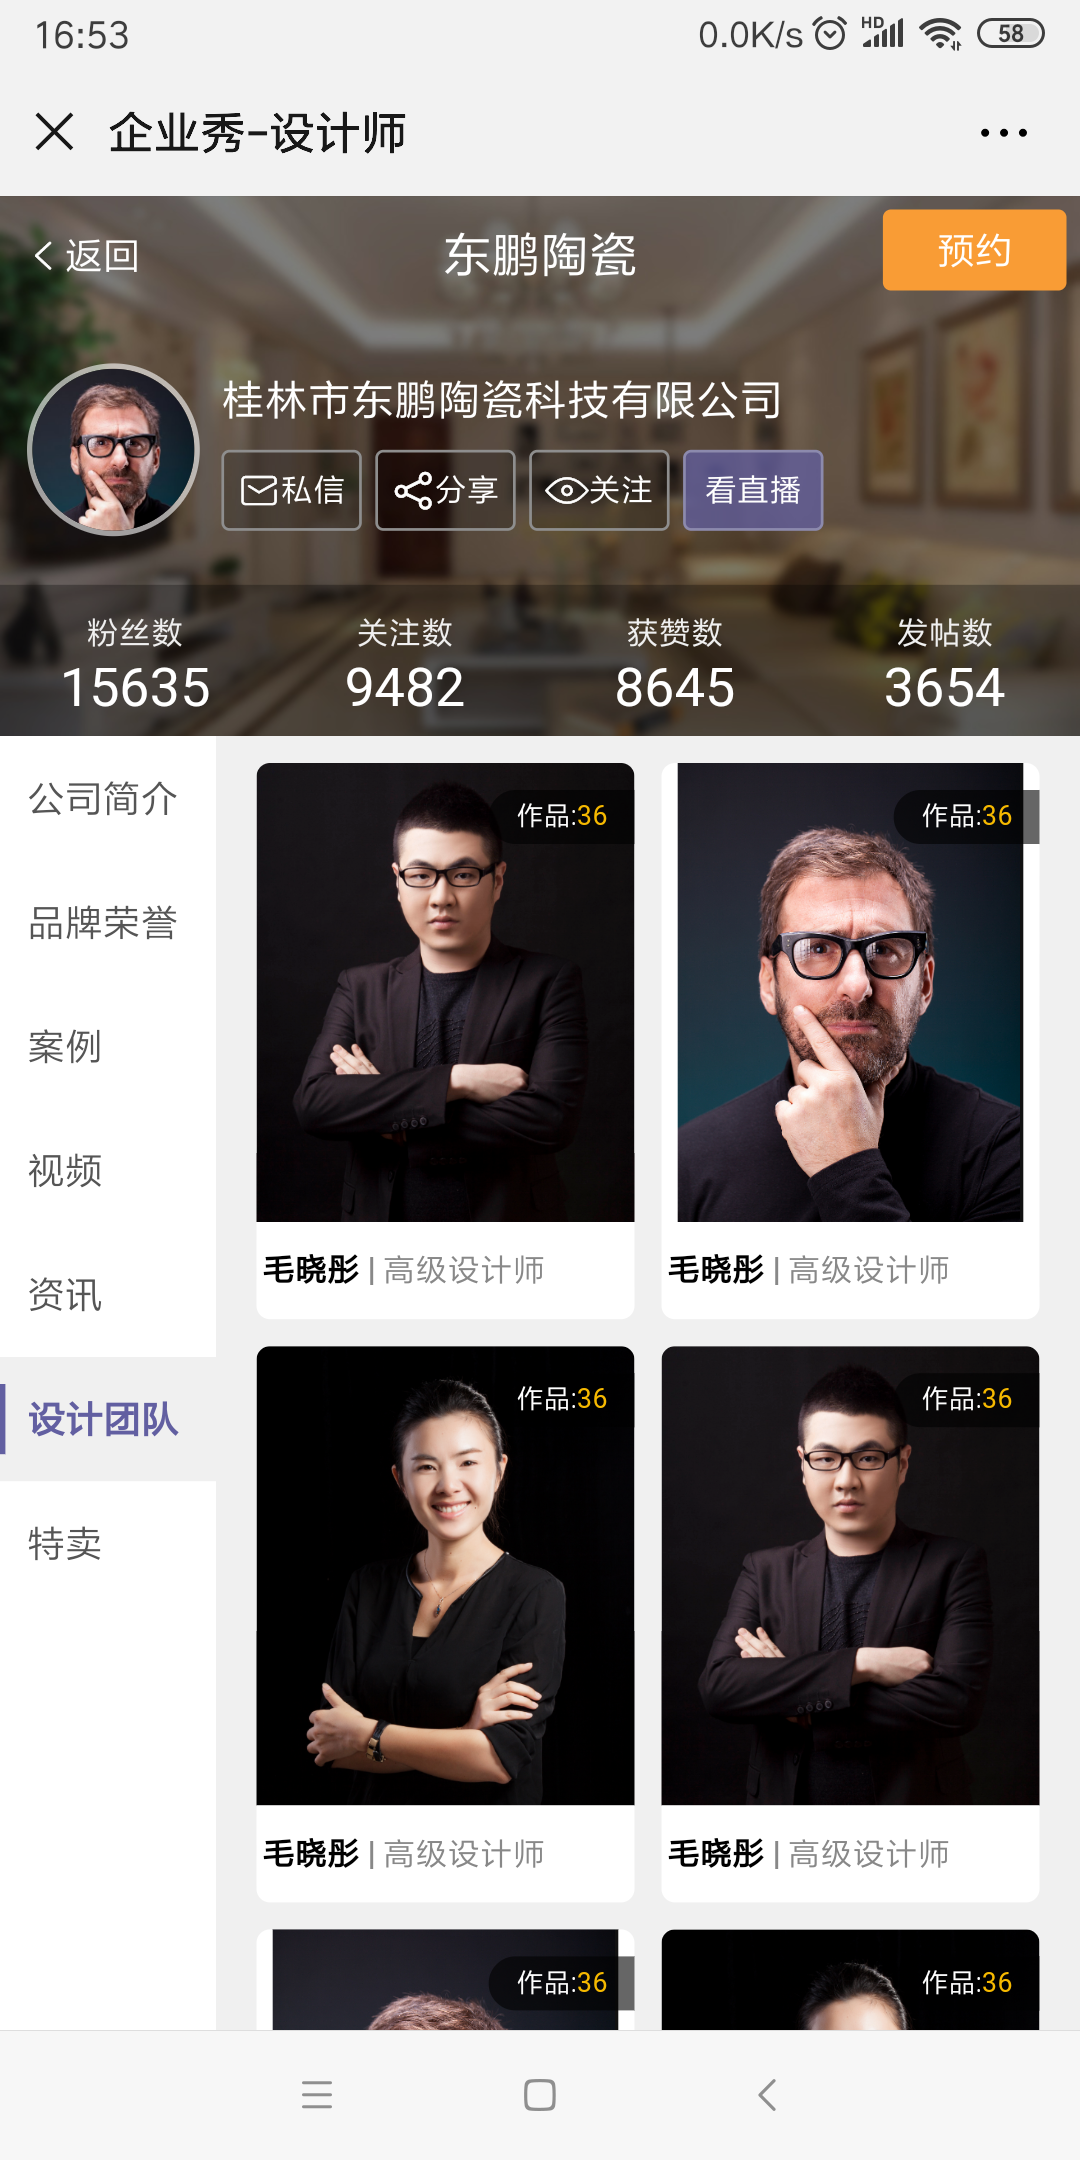 16:53
0.0K/s HD 58
企业秀-设计师
返回
东鹏陶瓷
预约
桂林市东鹏陶瓷科技有限公司
私信 分享 关注 看直播
粉丝数 关注数 获赞数 发帖数
15635 9482 8645 3654
公司简介
品牌荣誉
案例
视频
资讯
设计团队
特卖
作品:36
作品:36
毛晓彤 | 高级设计师
毛晓彤 | 高级设计师
作品:36
作品:36
毛晓彤 | 高级设计师
毛晓彤 | 高级设计师
作品:36
作品:36